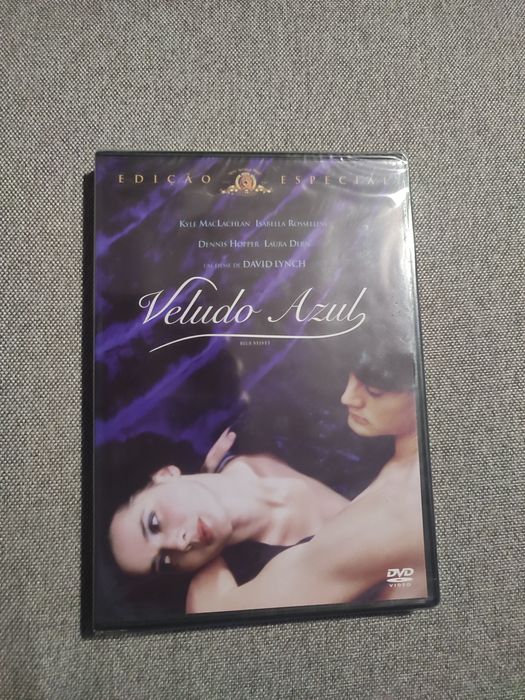 EDIÇÃO ESPECIAL
KYLE MACLACHLAN ISABELLA ROSSELLINI
DENNIS HOPPER LAURA DERN
UM FILME DE DAVID LYNCH
Veludo Azul
BLUE VELVET
DVD
VIDEO